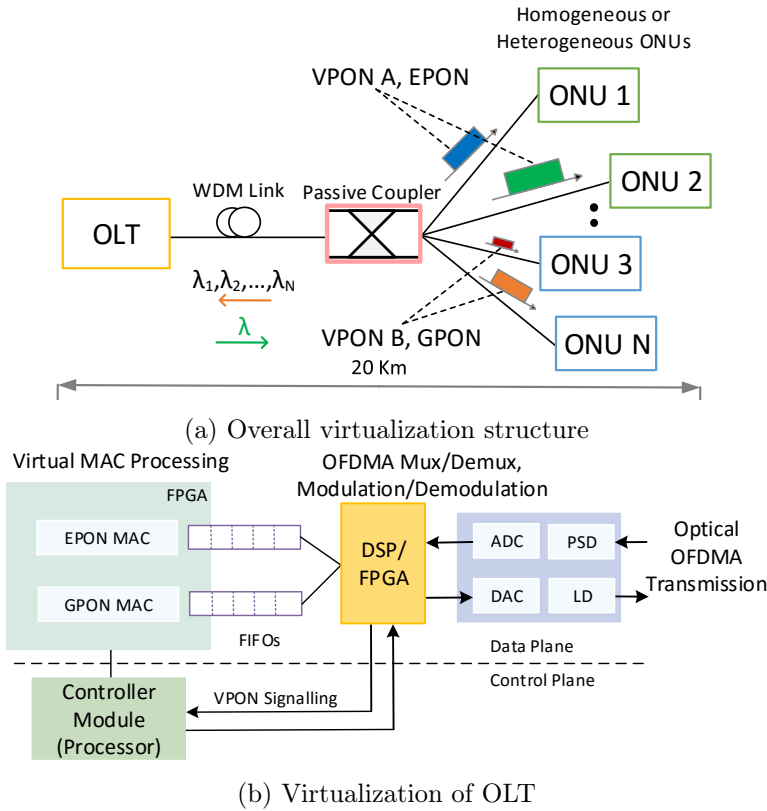 Homogeneous or
Heterogeneous ONUs
VPON A, EPON
ONU 1
WDM Link
Passive Coupler
ONU 2
OLT
λ1,λ2,...,λN
ONU 3
λ
VPON B, GPON
ONU N
20 Km
(a) Overall virtualization structure
Virtual MAC Processing
OFDMA Mux/Demux,
Modulation/Demodulation
FPGA
EPON MAC
DSP/
FPGA
ADC
PSD
Optical
OFDMA
Transmission
GPON MAC
DAC
LD
FIFOs
Data Plane
Control Plane
Controller
Module
(Processor)
VPON Signalling
(b) Virtualization of OLT